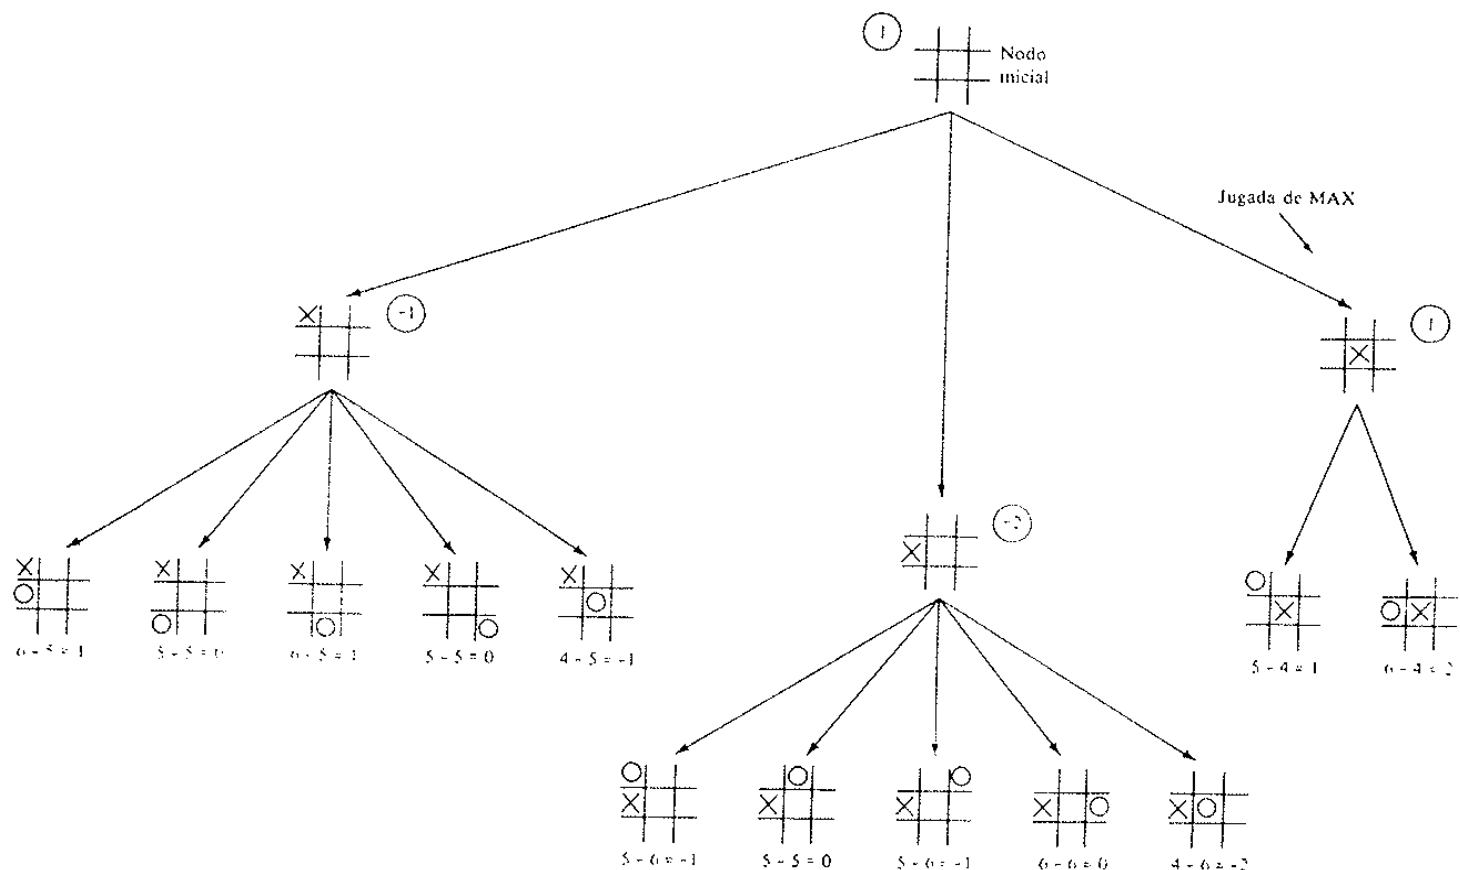 1
Nodo
inicial
Jugada de MAX
-1
1
-2
6 - 5 = 1
5 - 5 = 0
6 - 5 = 1
5 - 5 = 0
4 - 5 = -1
5 - 4 = 1
6 - 4 = 2
5 - 6 = -1
5 - 5 = 0
5 - 6 = -1
6 - 6 = 0
4 - 6 = -2